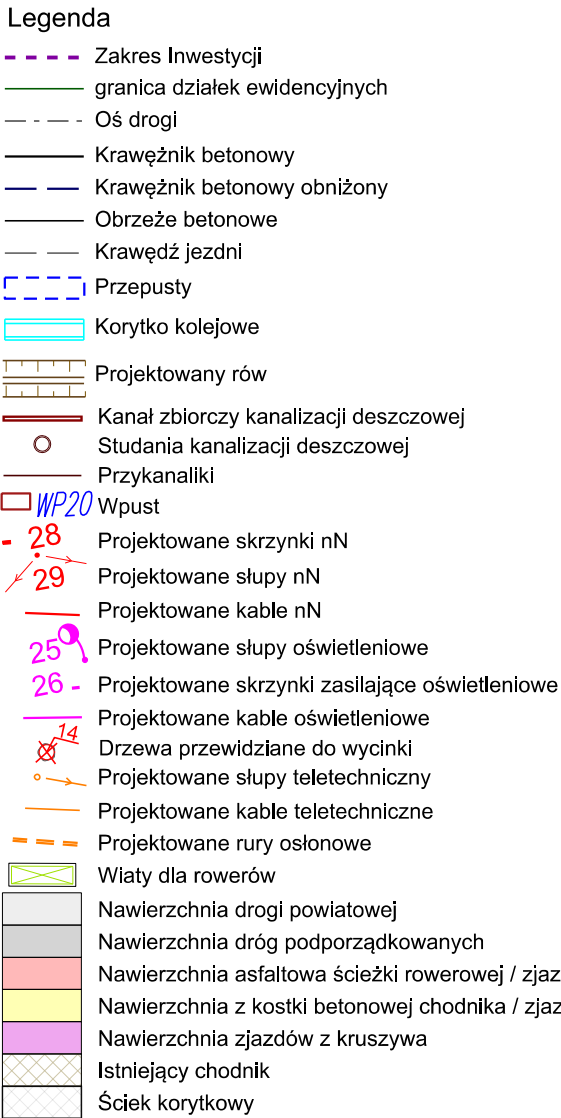 Legenda
Zakres Inwestycji
granica działek ewidencyjnych
Oś drogi
Krawężnik betonowy
Krawężnik betonowy obniżony
Obrzeże betonowe
Krawędź jezdni
Przepusty
Korytko kolejowe
Projektowany rów
Kanał zbiorczy kanalizacji deszczowej
Studania kanalizacji deszczowej
Przykanaliki
WP20 Wpust
28 Projektowane skrzynki nN
29 Projektowane słupy nN
Projektowane kable nN
25 Projektowane słupy oświetleniowe
26 Projektowane skrzynki zasilające oświetleniowe
Projektowane kable oświetleniowe
14 Drzewa przewidziane do wycinki
Projektowane słupy teletechniczny
Projektowane kable teletechniczne
Projektowane rury osłonowe
Wiaty dla rowerów
Nawierzchnia drogi powiatowej
Nawierzchnia dróg podporządkowanych
Nawierzchnia asfaltowa ścieżki rowerowej / zjaz
Nawierzchnia z kostki betonowej chodnika / zjaz
Nawierzchnia zjazdów z kruszywa
Istniejący chodnik
Ściek korytkowy